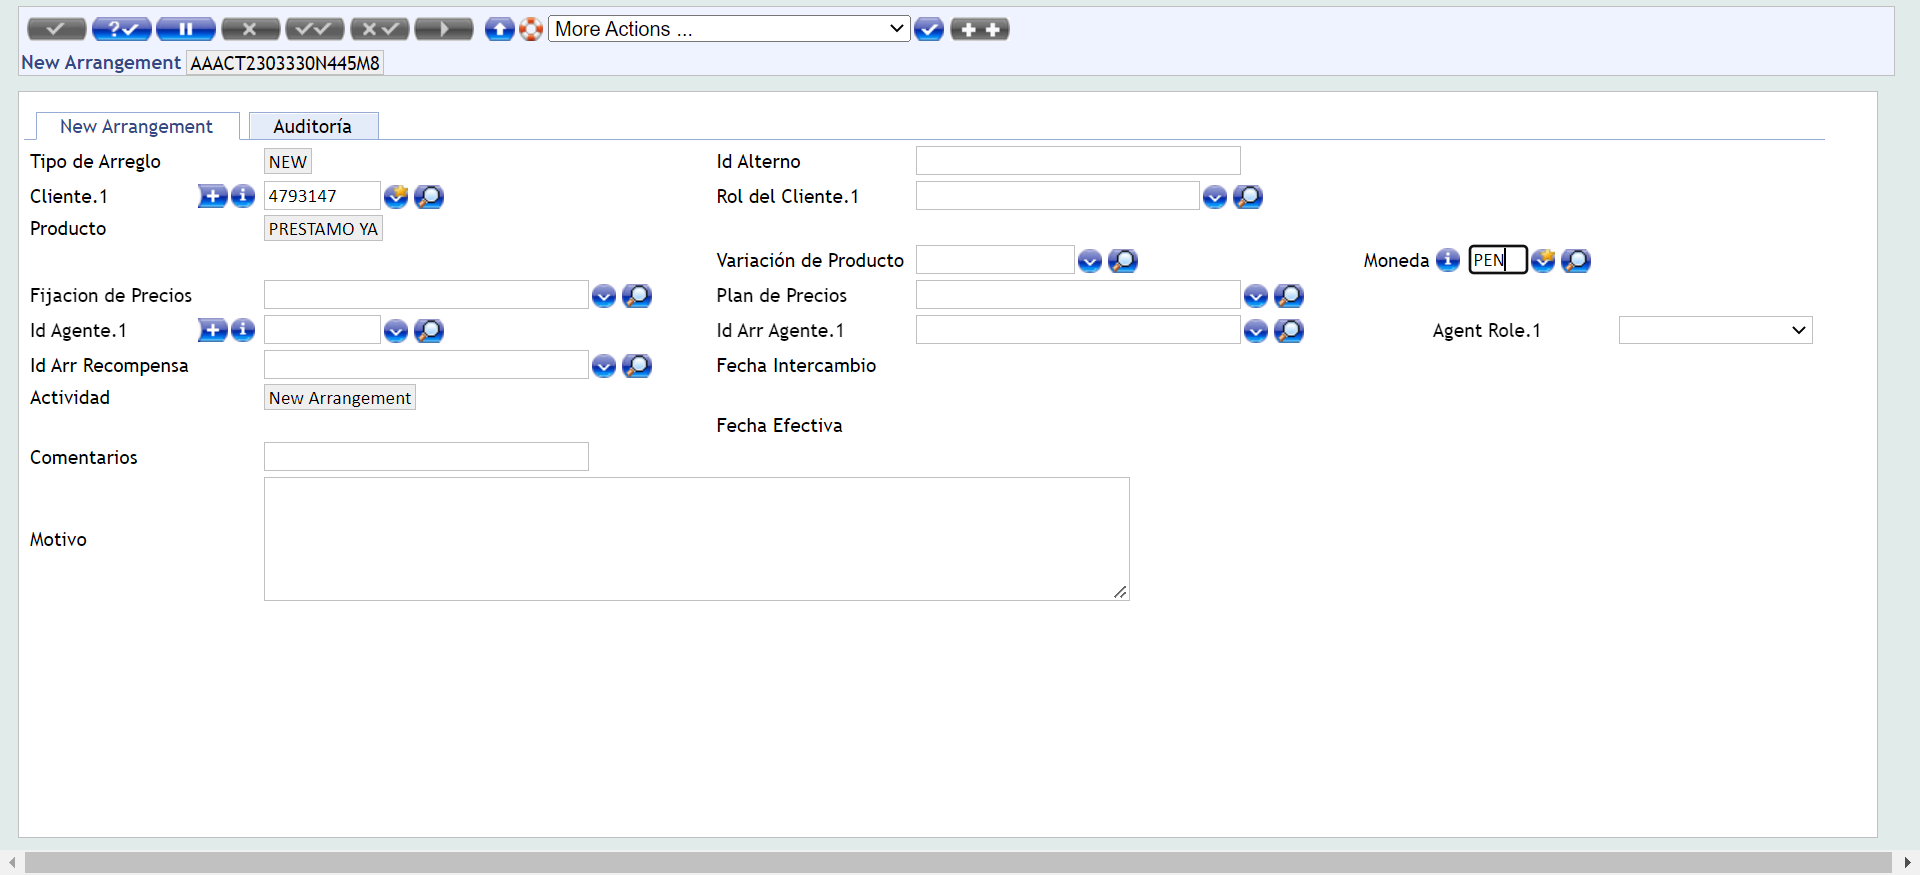 More Actions ...
New Arrangement AAACT2303330N445M8
New Arrangement Auditoría
Tipo de Arreglo NEW Id Alterno
Cliente.1 4793147 Rol del Cliente.1
Producto PRESTAMO YA
Variación de Producto Moneda PEN
Fijacion de Precios Plan de Precios
Id Agente.1 Id Arr Agente.1 Agent Role.1
Id Arr Recompensa Fecha Intercambio
Actividad New Arrangement
Fecha Efectiva
Comentarios
Motivo